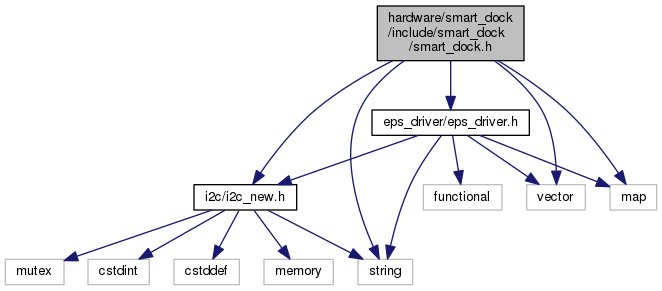 hardware/smart_dock
/include/smart_dock
/smart_dock.h
eps_driver/eps_driver.h
i2c/i2c_new.h
functional
vector
map
mutex
cstdint
cstddef
memory
string